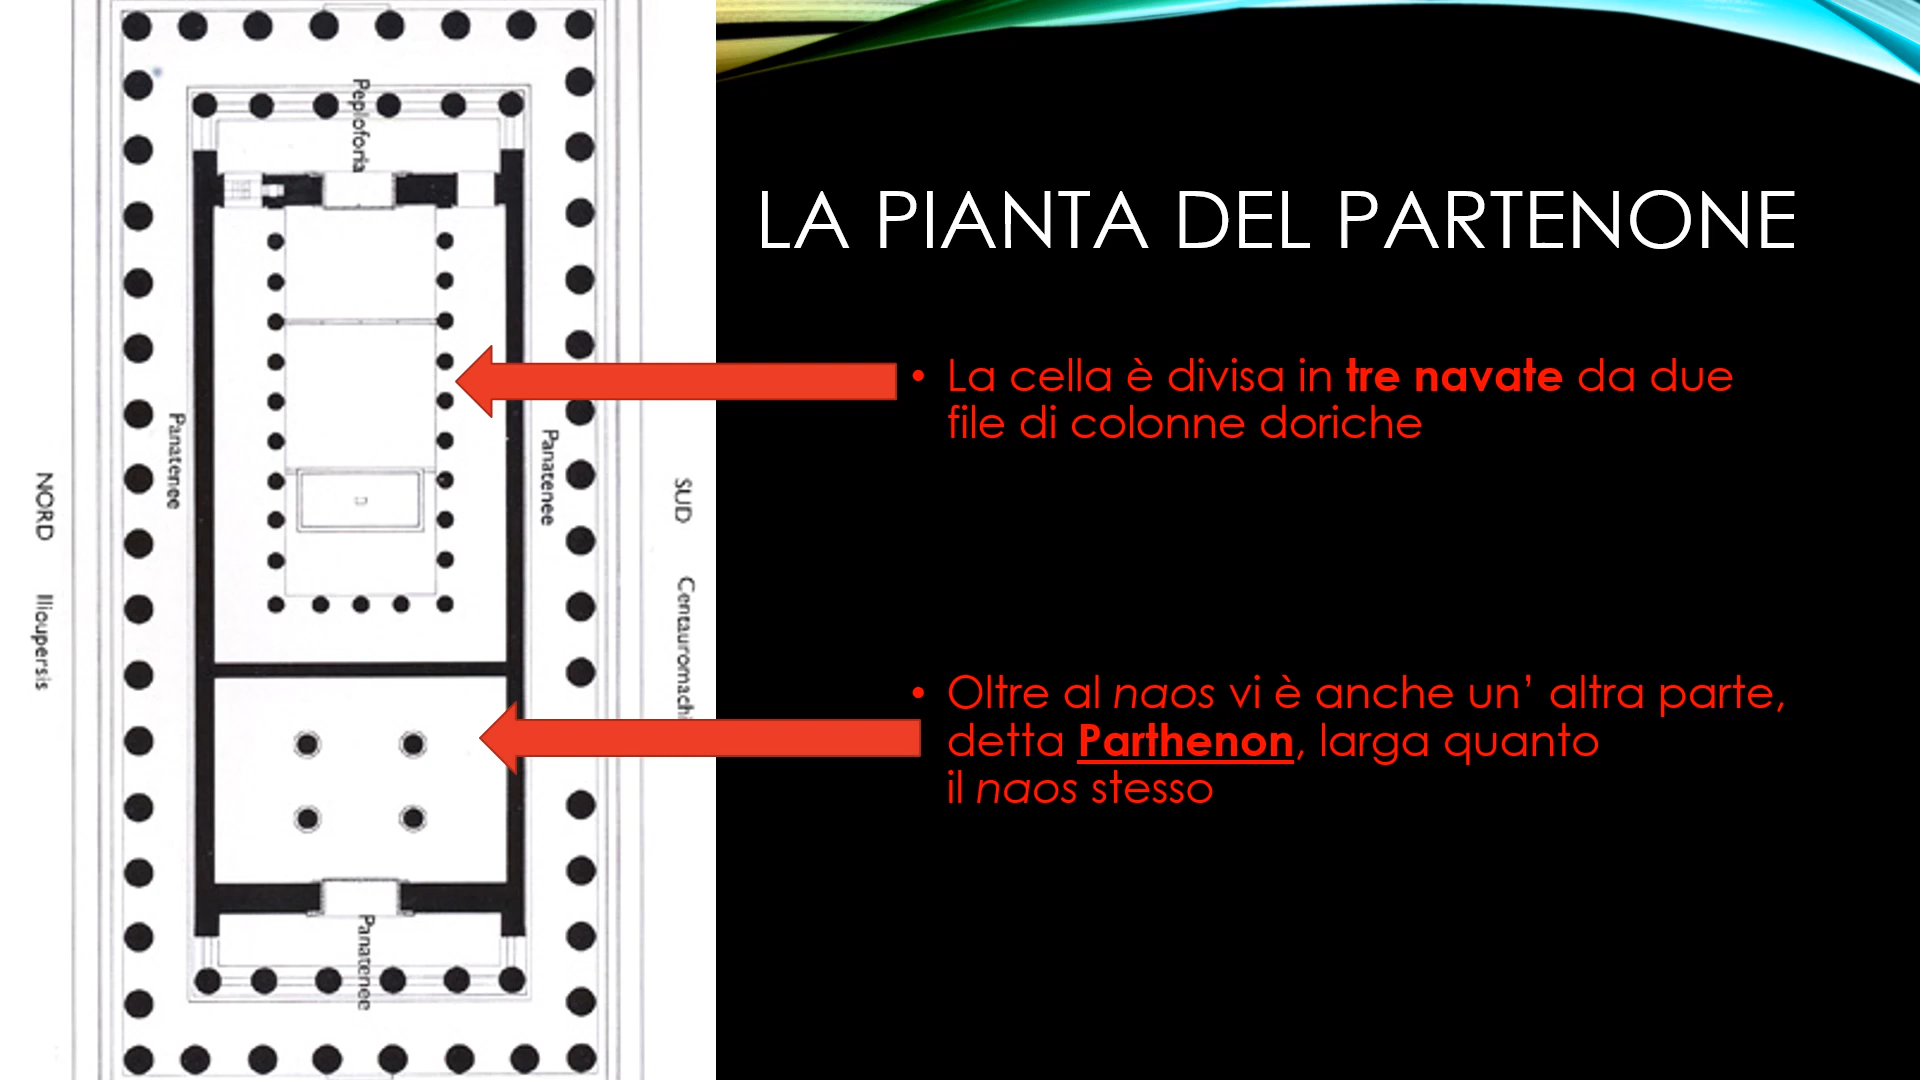 Peploforia
Panatenee
Panatenee
NORD Ilioupersis
SUD Centauromachi
Panatenee
LA PIANTA DEL PARTENONE
• La cella è divisa in tre navate da due
file di colonne doriche
• Oltre al naos vi è anche un’ altra parte,
detta Parthenon, larga quanto
il naos stesso